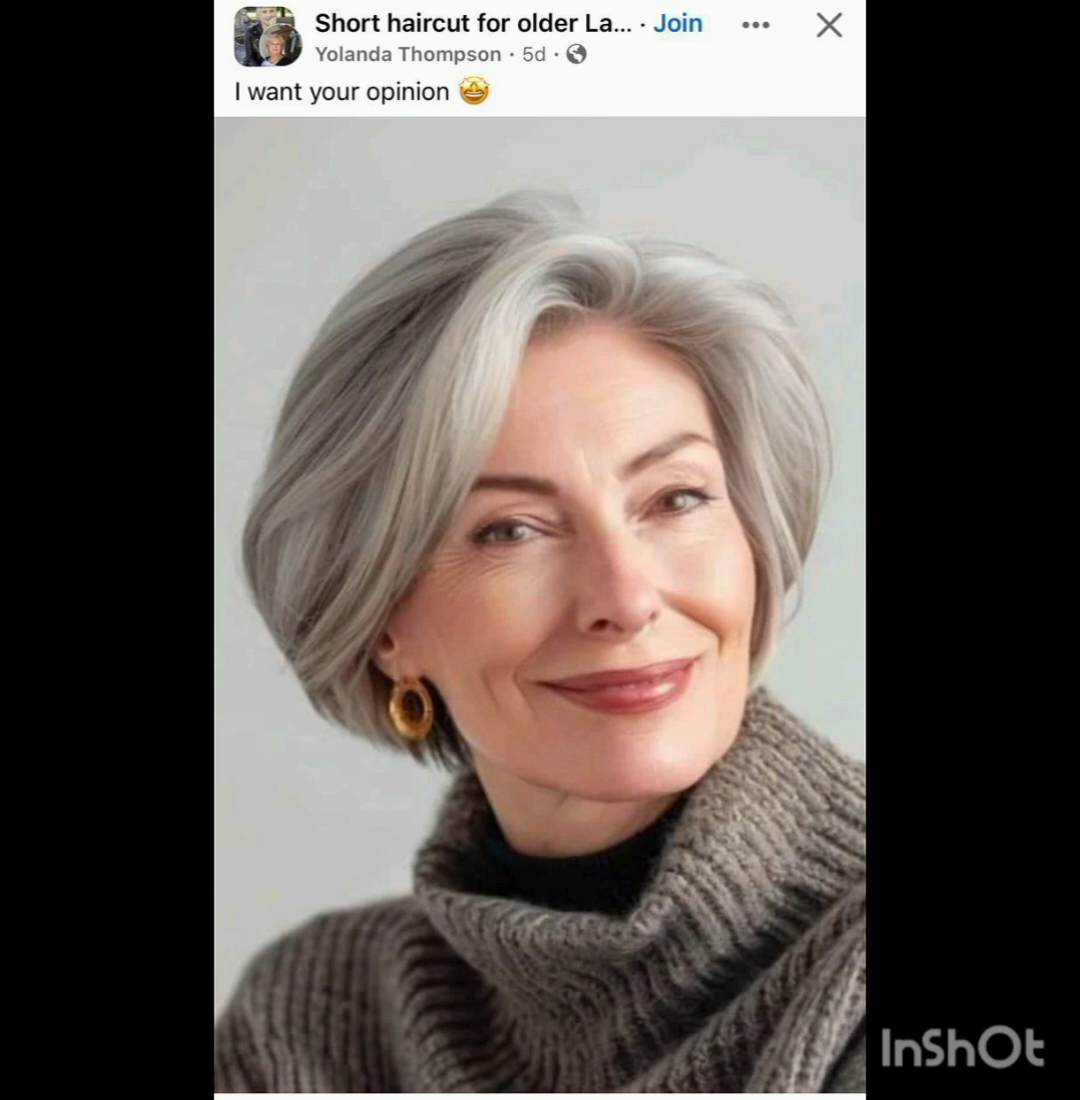 Short haircut for older La... · Join
Yolanda Thompson · 5d ·
I want your opinion 🤩
InShOt